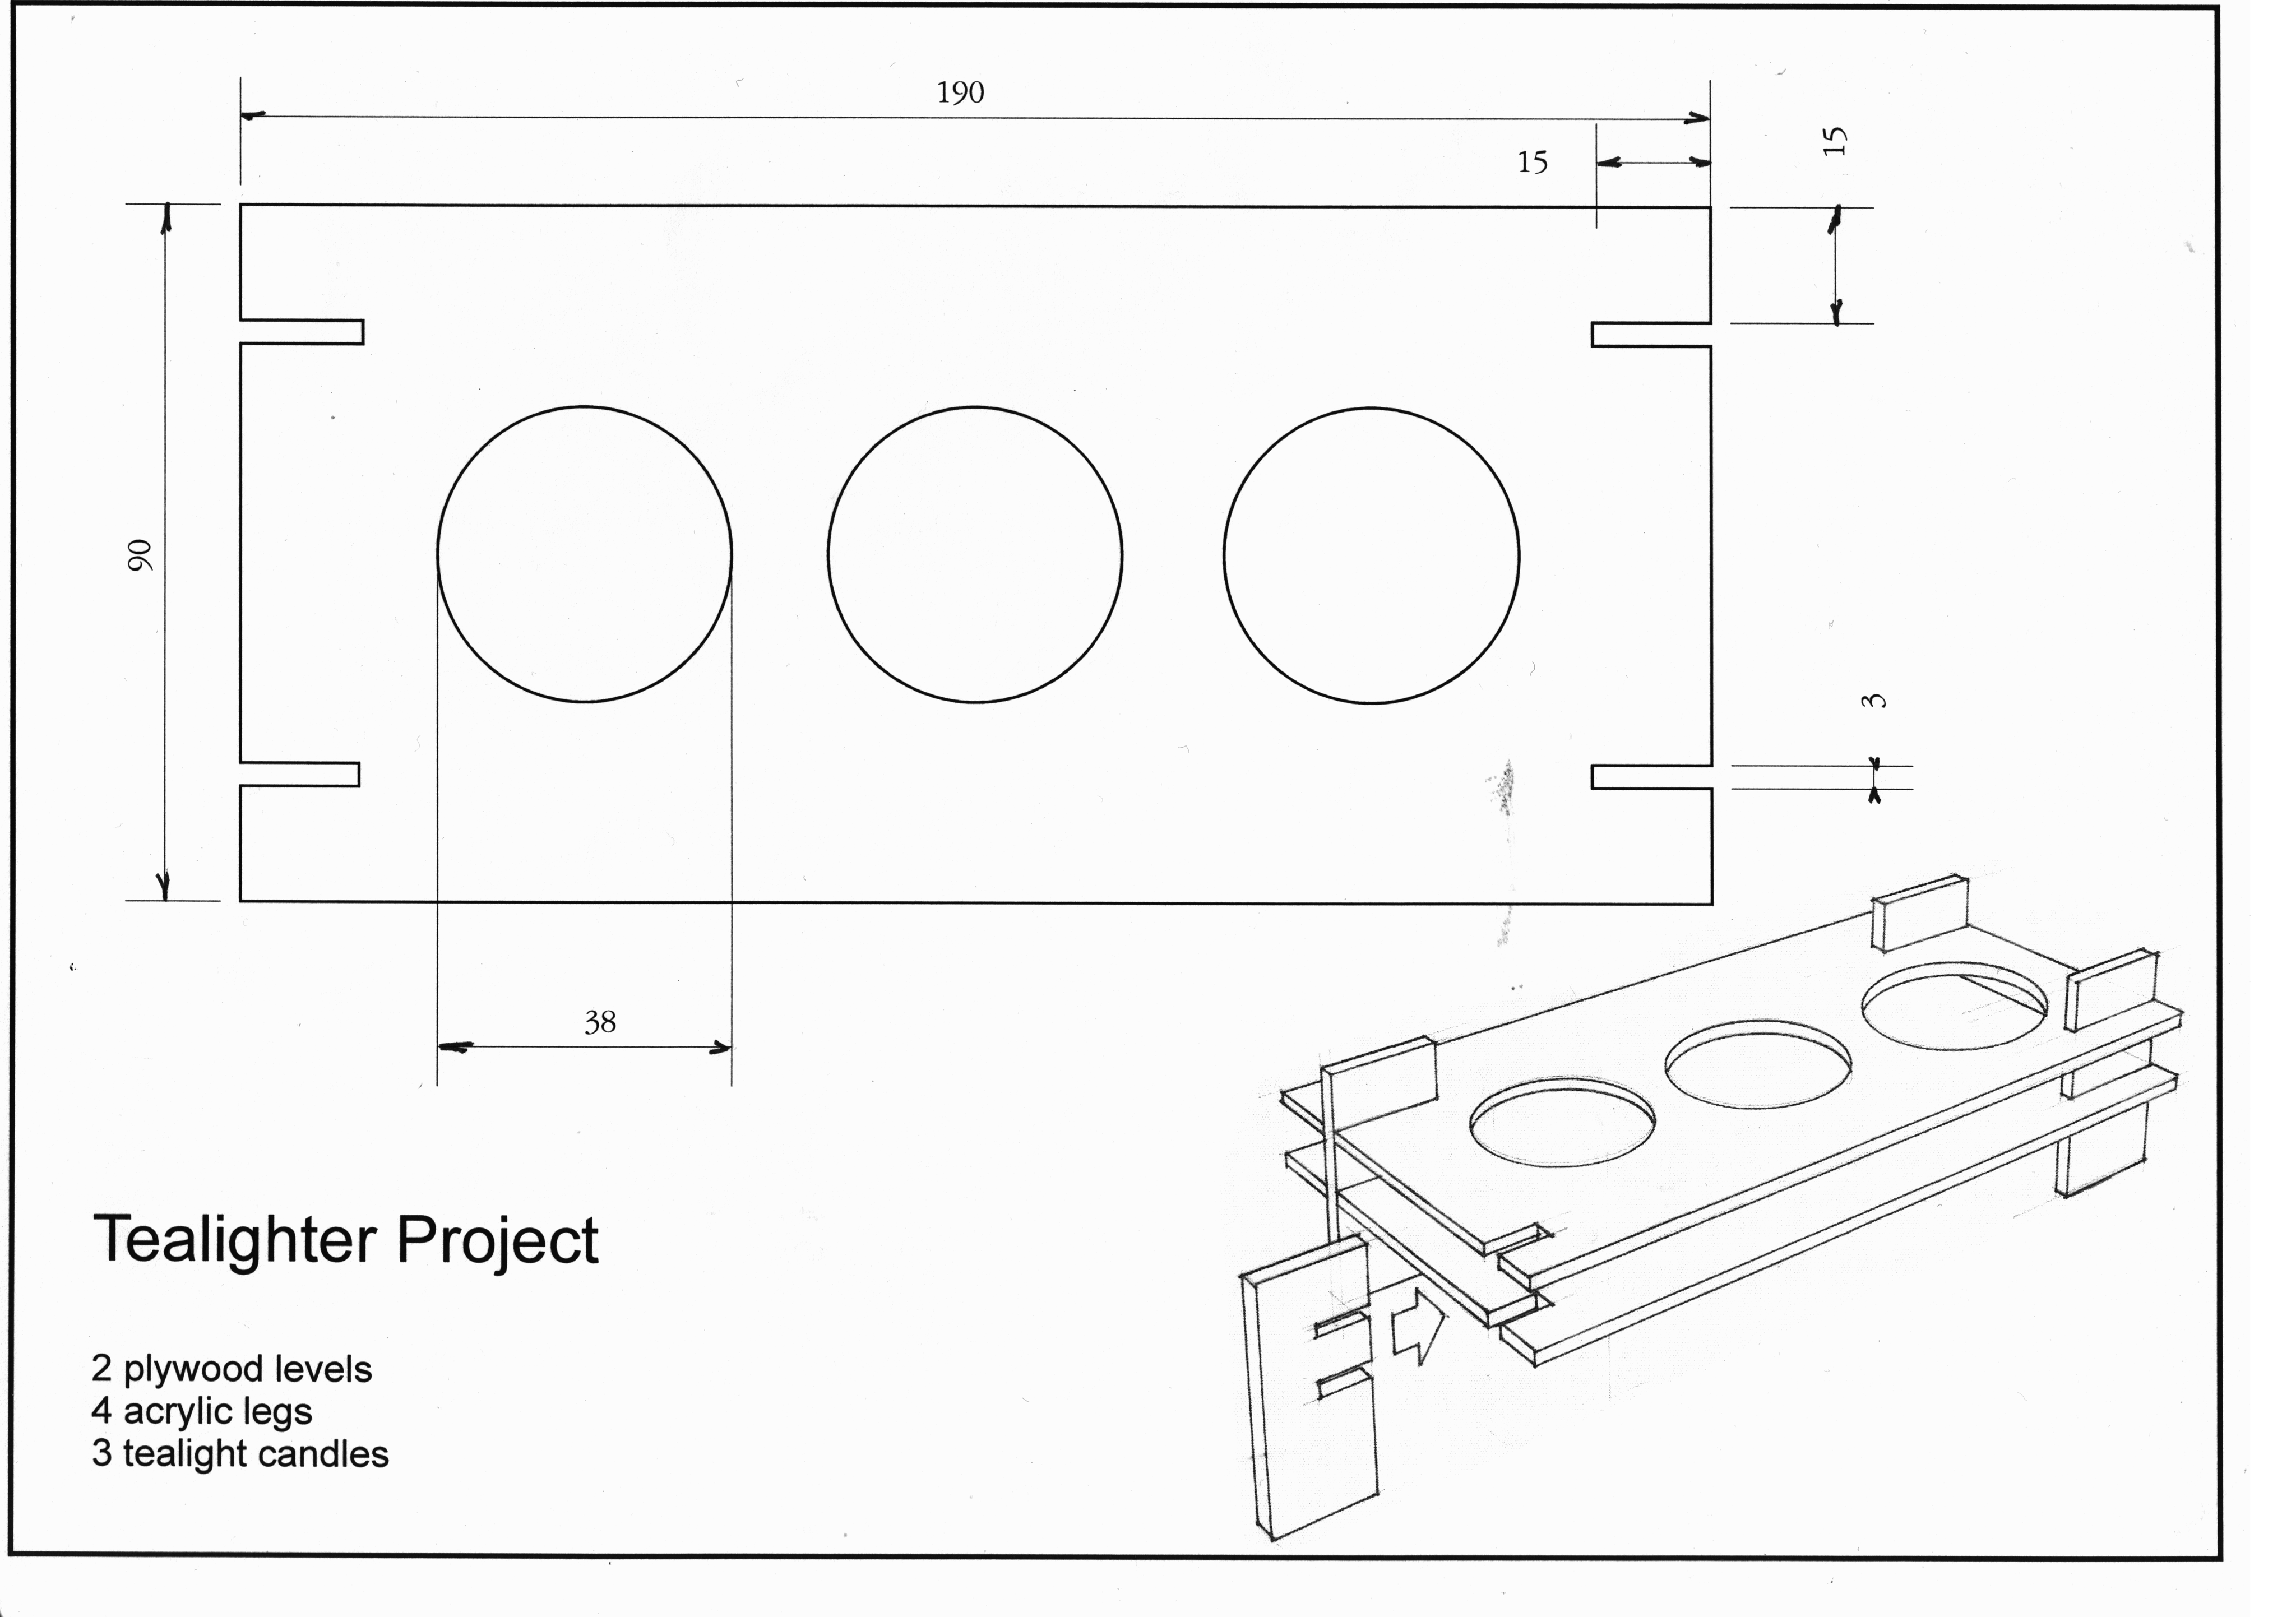 190
15
15
90
3
38
Tealighter Project
2 plywood levels
4 acrylic legs
3 tealight candles